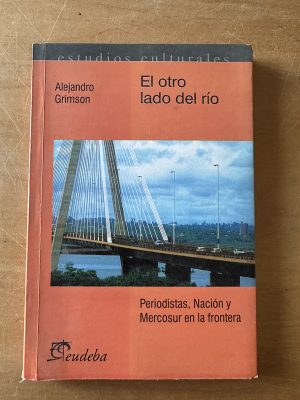 estudios culturales
Alejandro
Grimson
El otro
lado del río
Periodistas, Nación y
Mercosur en la frontera
eudeba